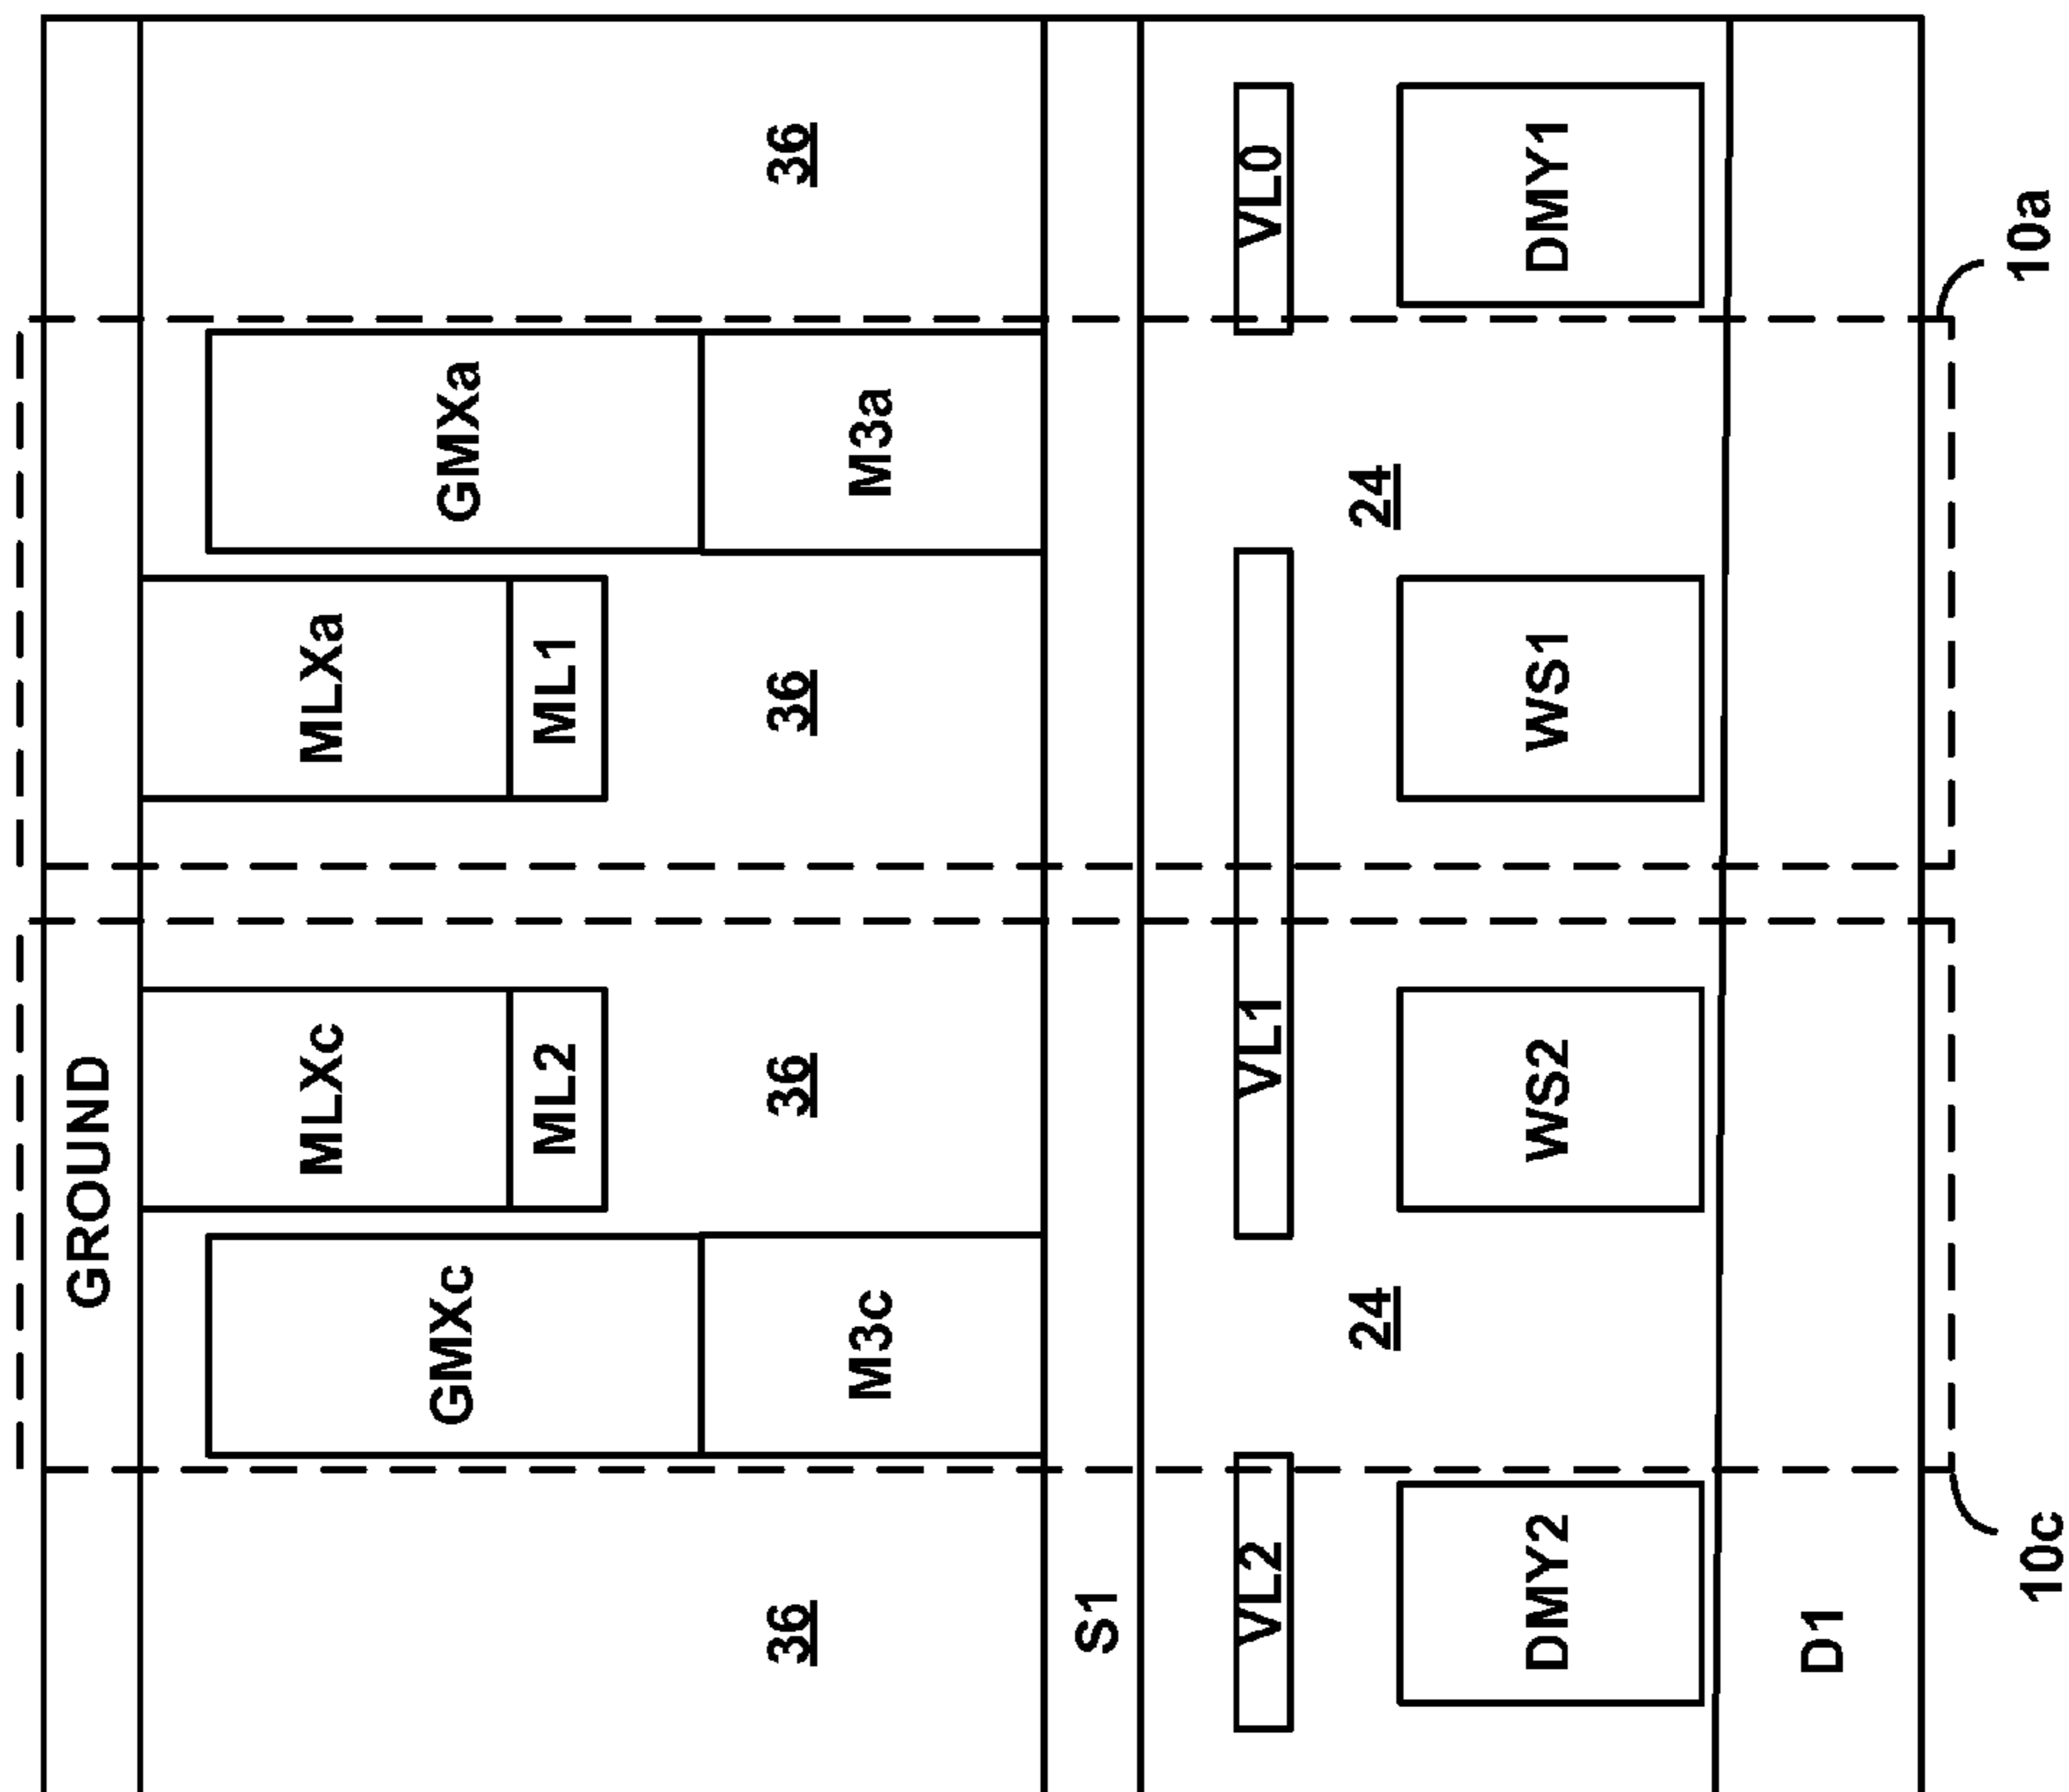 GROUND
MLXc
MLXa
GMXc
GMXa
ML2
ML1
36
36
36
36
M3c
M3a
S1
VL2
VL1
VL0
24
24
DMY2
WS2
WS1
DMY1
D1
10c
10a